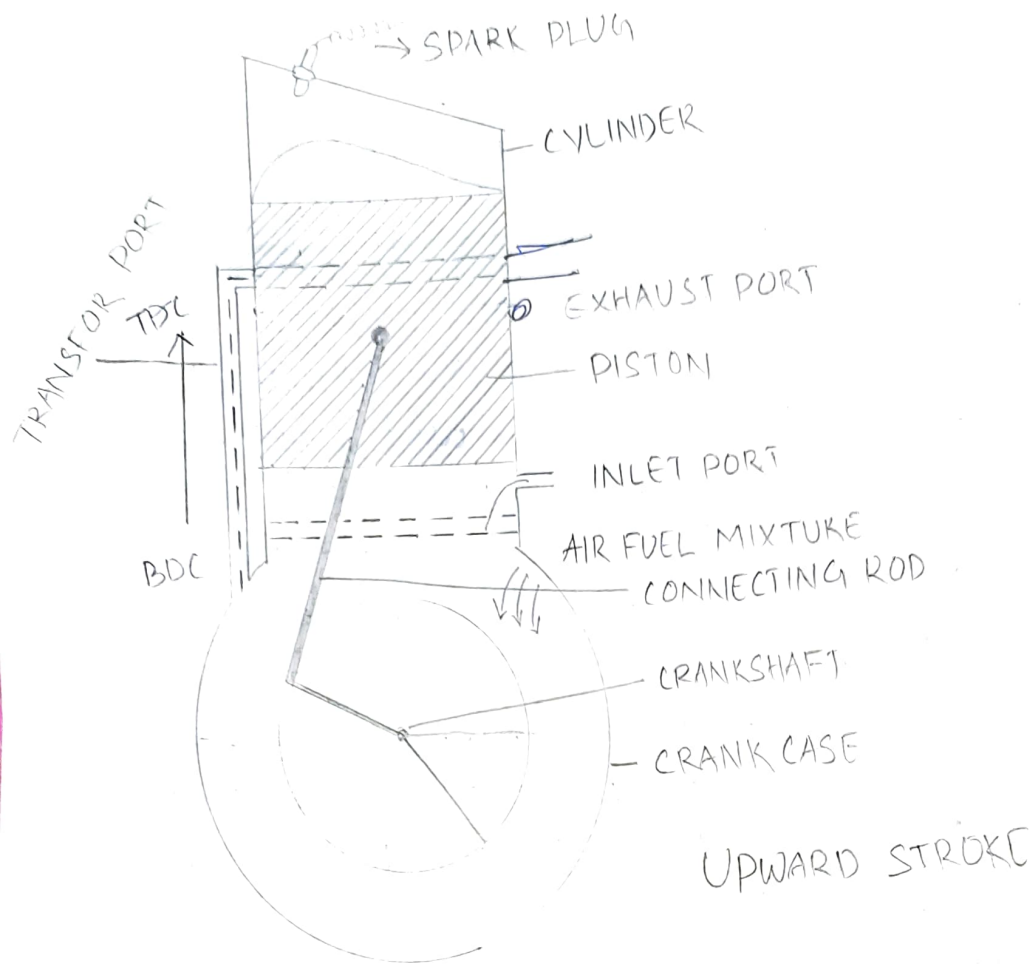 SPARK PLUG
CYLINDER
TRANSFOR PORT
TDC
EXHAUST PORT
PISTON
INLET PORT
BDC
AIR FUEL MIXTUKE
CONNECTING ROD
CRANKSHAFT
CRANK CASE
UPWARD STROKE